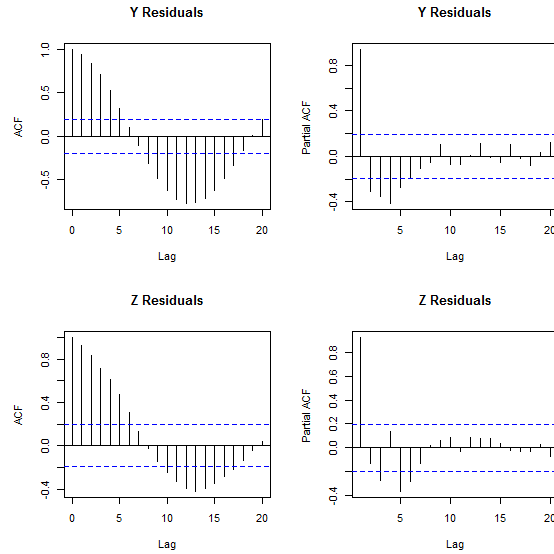 Y Residuals
ACF
1.0
0.5
0.0
-0.5
0 5 10 15 20
Lag
Y Residuals
Partial ACF
0.8
0.4
0.0
-0.4
5 10 15 20
Lag
Z Residuals
ACF
0.8
0.4
0.0
-0.4
0 5 10 15 20
Lag
Z Residuals
Partial ACF
0.8
0.6
0.4
0.2
0.0
-0.4
5 10 15 20
Lag